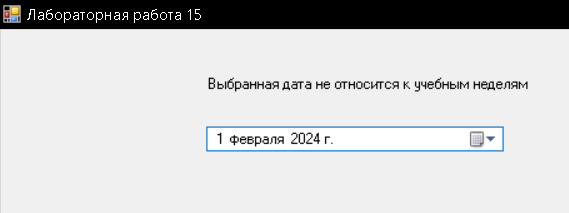 Лабораторная работа 15
Выбранная дата не относится к учебным неделям
1 февраля 2024 г.